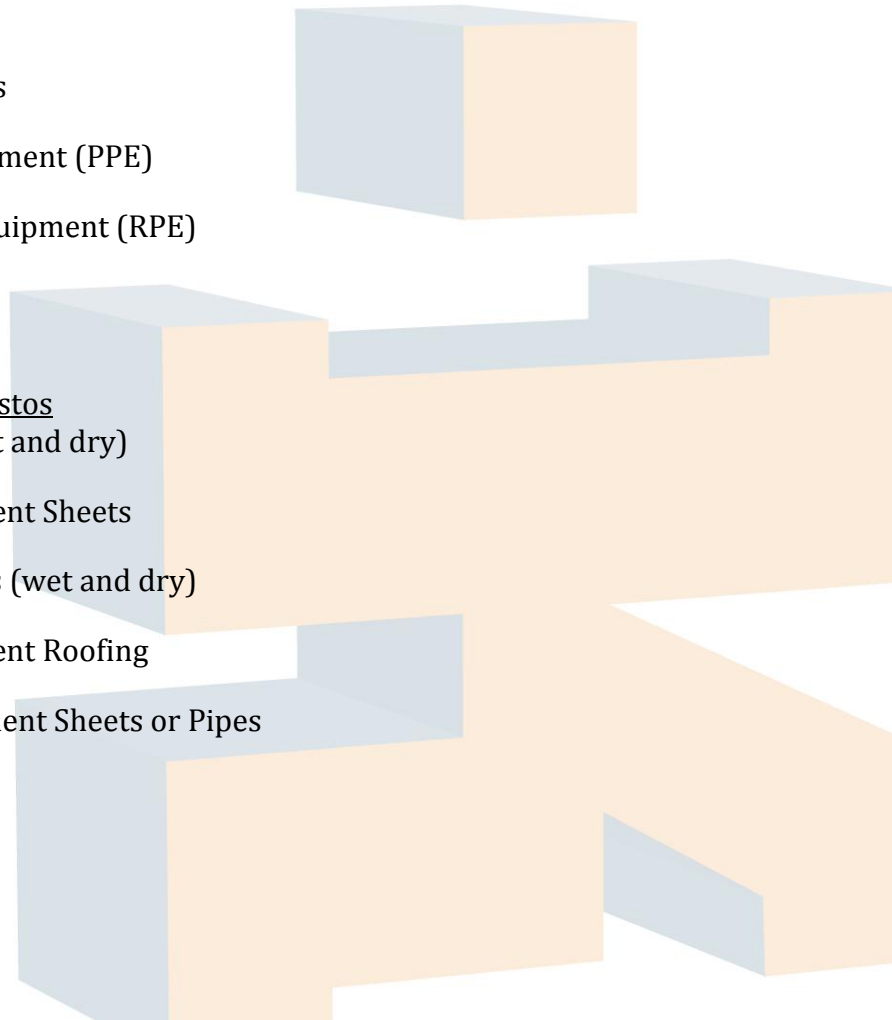 s
ment (PPE)
uipment (RPE)
stos
t and dry)
ent Sheets
s (wet and dry)
ent Roofing
ent Sheets or Pipes